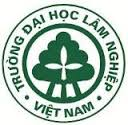 TRƯỜNG ĐẠI HỌC LÂM NGHIỆP
VIỆT NAM